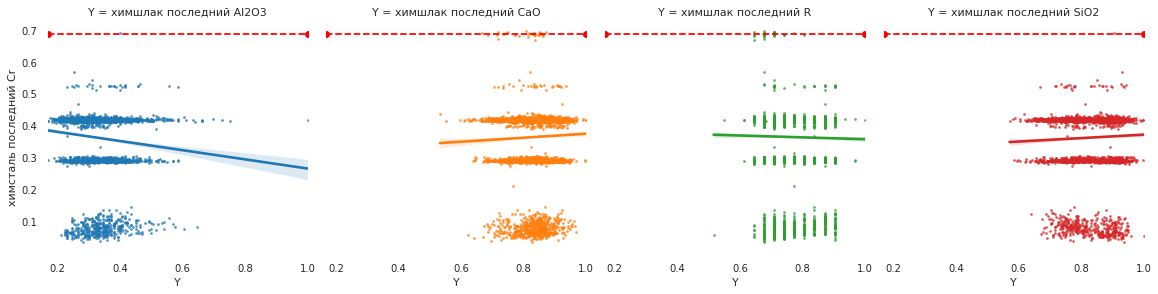 Y = химшлак последний Al2O3
Y = химшлак последний CaO
Y = химшлак последний R
Y = химшлак последний SiO2
химсталь последний Cr
0.7
0.6
0.5
0.4
0.3
0.2
0.1
0.2 0.4 0.6 0.8 1.0
0.2 0.4 0.6 0.8 1.0
0.2 0.4 0.6 0.8 1.0
0.2 0.4 0.6 0.8 1.0
Y
Y
Y
Y